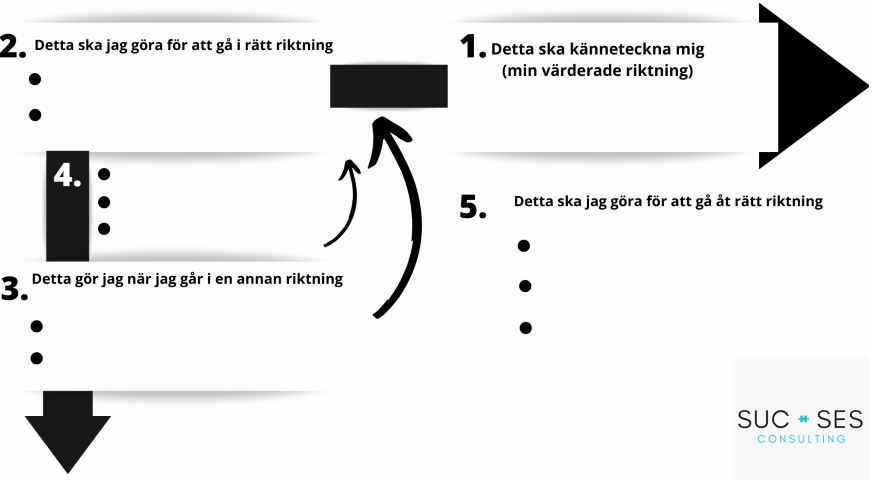 1. Detta ska känneteckna mig
(min värderade riktning)
2. Detta ska jag göra för att gå i rätt riktning
4.
3. Detta gör jag när jag går i en annan riktning
5. Detta ska jag göra för att gå åt rätt riktning
SUC SES
CONSULTING